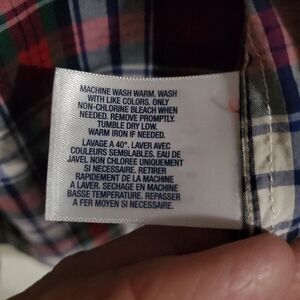 MACHINE WASH WARM. WASH
WITH LIKE COLORS. ONLY
NON-CHLORINE BLEACH WHEN
NEEDED. REMOVE PROMPTLY.
TUMBLE DRY LOW.
WARM IRON IF NEEDED.
LAVAGE A 40°. LAVER AVEC
COULEURS SEMBLABLES. EAU DE
JAVEL NON CHLOREE UNIQUEMENT
SI NECESSAIRE. RETIRER
RAPIDEMENT DE LA MACHINE
A LAVER. SECHAGE EN MACHINE
BASSE TEMPERATURE. REPASSER
A FER MOYEN SI NECESSAIRE.